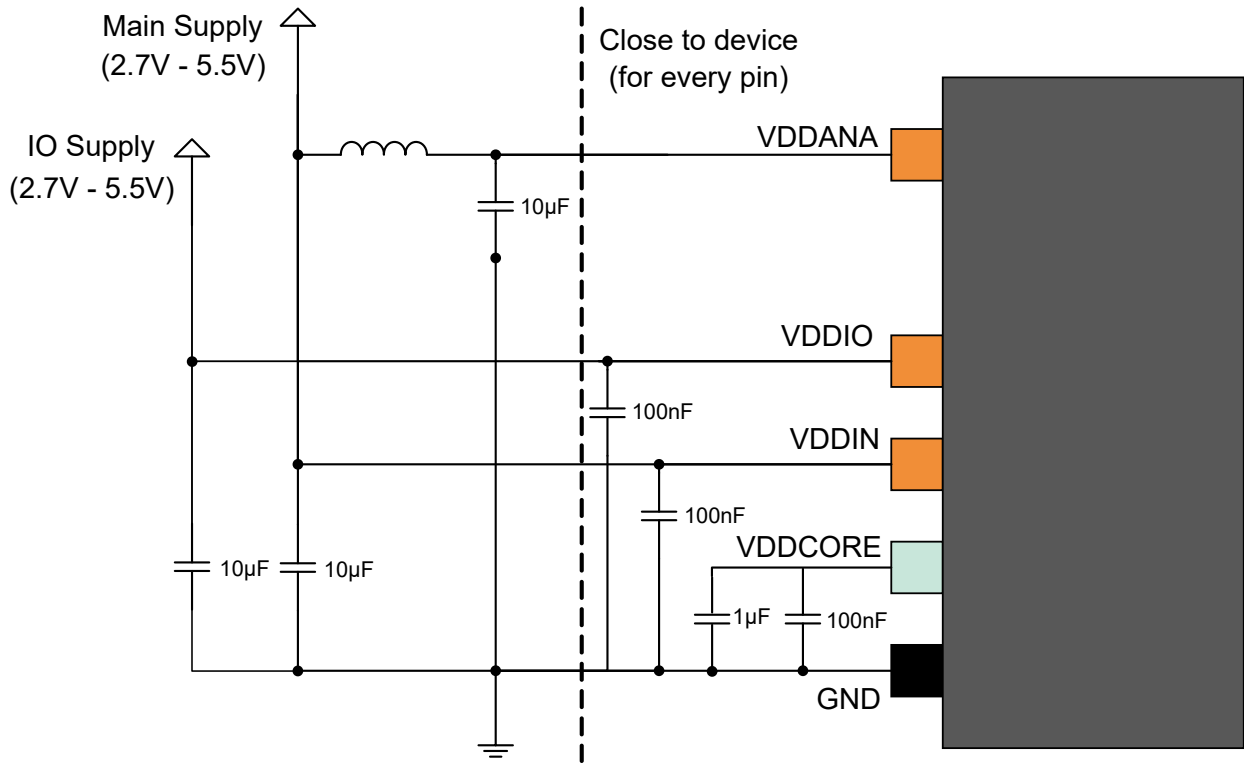 Main Supply
(2.7V - 5.5V)
Close to device
(for every pin)
IO Supply
(2.7V - 5.5V)
VDDANA
10µF
VDDIO
100nF
VDDIN
100nF
VDDCORE
10µF
10µF
1µF
100nF
GND